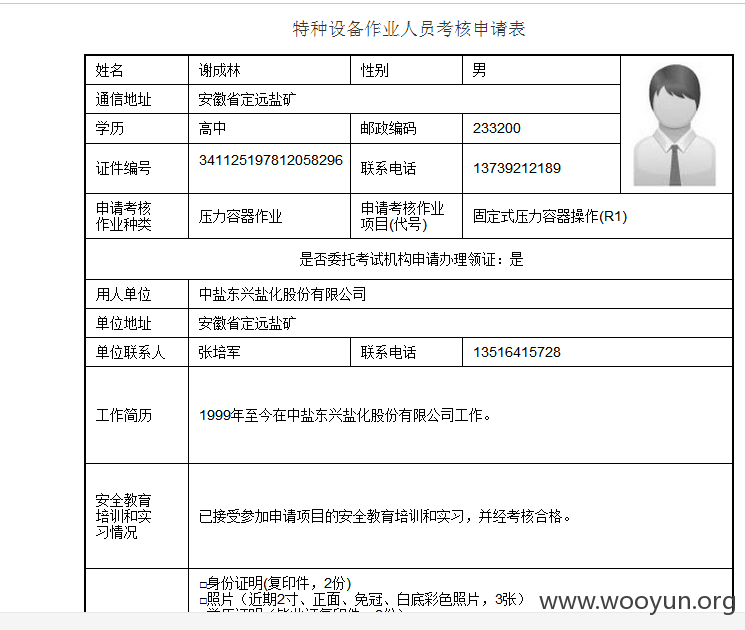 特种设备作业人员考核申请表
姓名 谢成林 性别 男
通信地址 安徽省定远盐矿
学历 高中 邮政编码 233200
证件编号 341125197812058296 联系电话 13739212189
申请考核
作业种类 压力容器作业 申请考核作业
项目(代号) 固定式压力容器操作(R1)
是否委托考试机构申请办理领证：是
用人单位 中盐东兴盐化股份有限公司
单位地址 安徽省定远盐矿
单位联系人 张培军 联系电话 13516415728
工作简历 1999年至今在中盐东兴盐化股份有限公司工作。
安全教育
培训和实
习情况 已接受参加申请项目的安全教育培训和实习，并经考核合格。
□身份证明(复印件，2份)
□照片（近期2寸、正面、免冠、白底彩色照片，3张）
www.wooyun.org